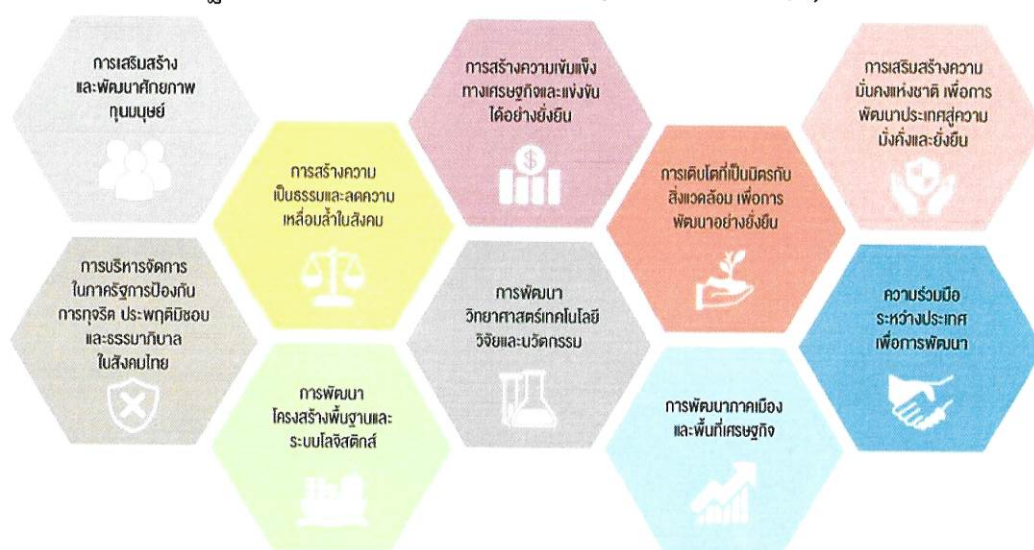 การเสริมสร้าง
และพัฒนาศักยภาพ
ทุนมนุษย์
การสร้างความ
เป็นธรรมและลดความ
เหลื่อมล้ำในสังคม
การสร้างความเข้มแข็ง
ทางเศรษฐกิจและแข่งขัน
ได้อย่างยั่งยืน
การเติบโตที่เป็นมิตรกับ
สิ่งแวดล้อม เพื่อการ
พัฒนาอย่างยั่งยืน
การเสริมสร้างความ
มั่นคงแห่งชาติ เพื่อการ
พัฒนาประเทศสู่ความ
มั่งคั่งและยั่งยืน
การบริหารจัดการ
ในภาครัฐการป้องกัน
การทุจริต ประพฤติมิชอบ
และธรรมาภิบาล
ในสังคมไทย
การพัฒนา
โครงสร้างพื้นฐานและ
ระบบโลจิสติกส์
การพัฒนา
วิทยาศาสตร์เทคโนโลยี
วิจัยและนวัตกรรม
การพัฒนาภาคเมือง
และพื้นที่เศรษฐกิจ
ความร่วมมือ
ระหว่างประเทศ
เพื่อการพัฒนา